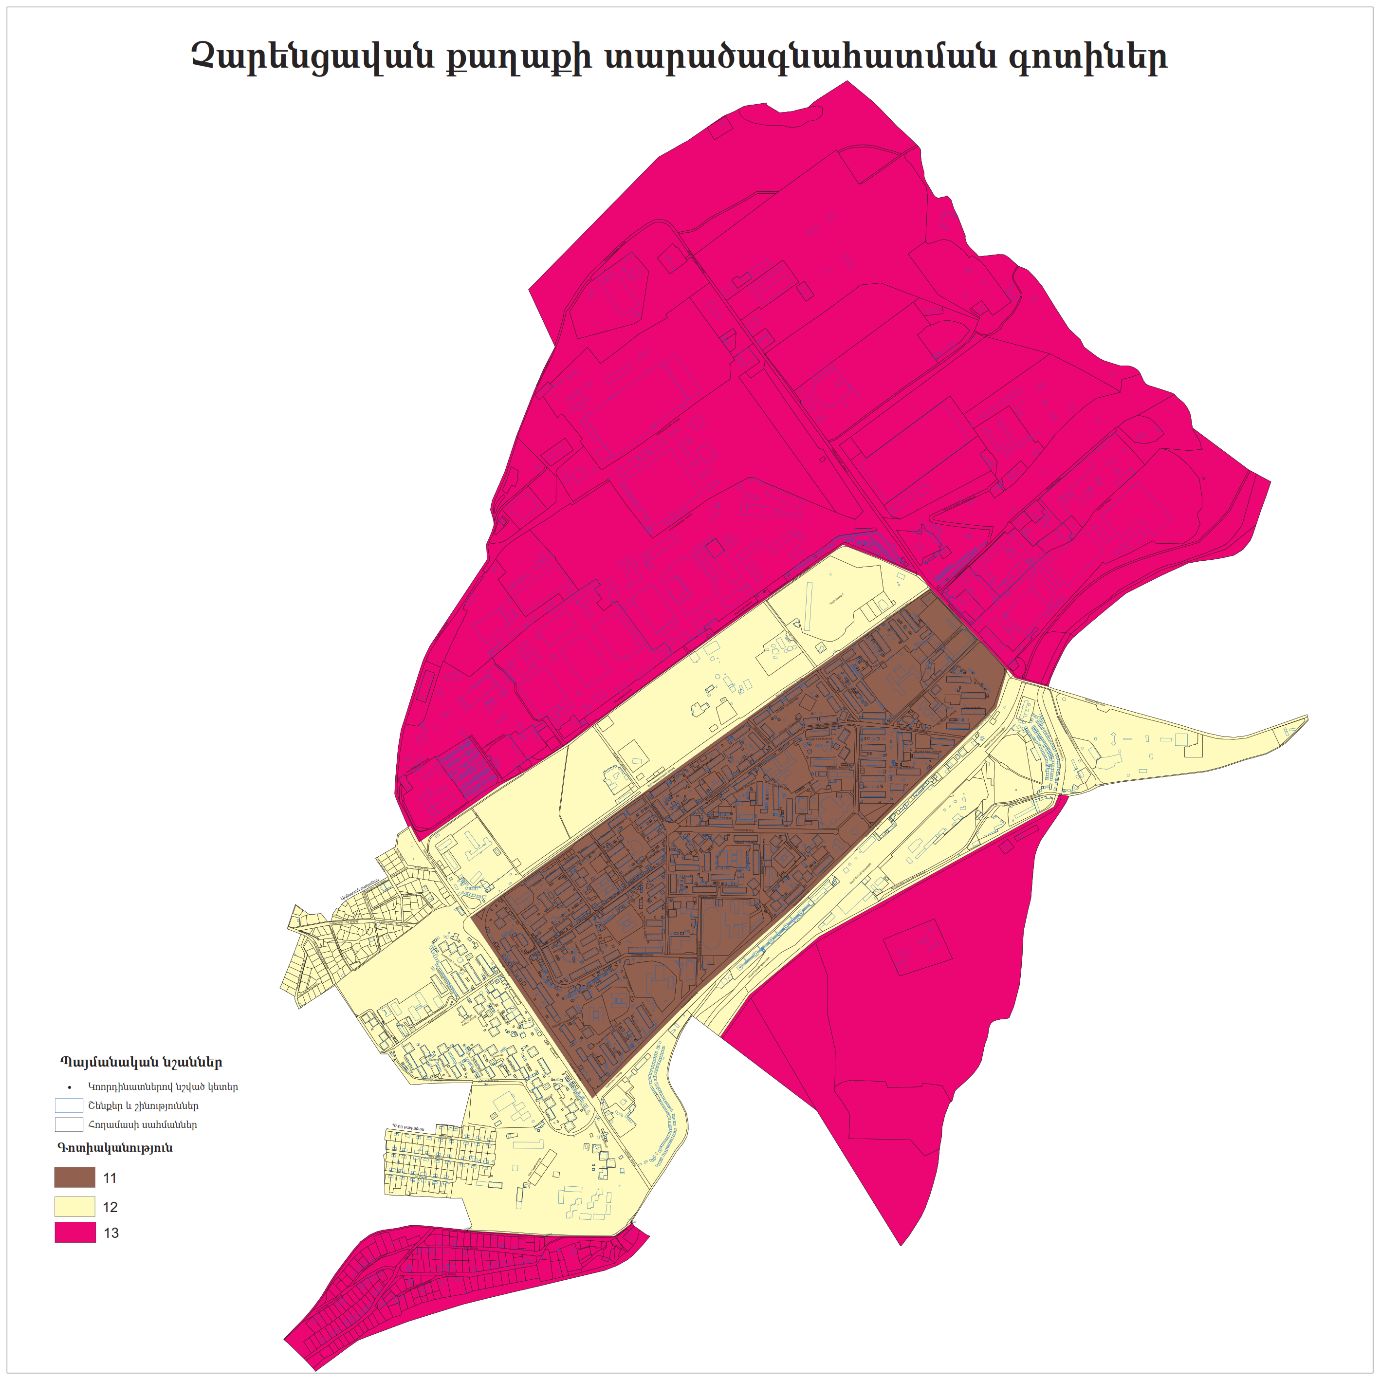 Չարենցավան քաղաքի տարածագնահատման գոտիներ
Պայմանական նշաններ
Կոորդինատներով նշված կետեր
Շենքեր և շինություններ
Հողամասի սահմաններ
Գոտիականություն
11
12
13